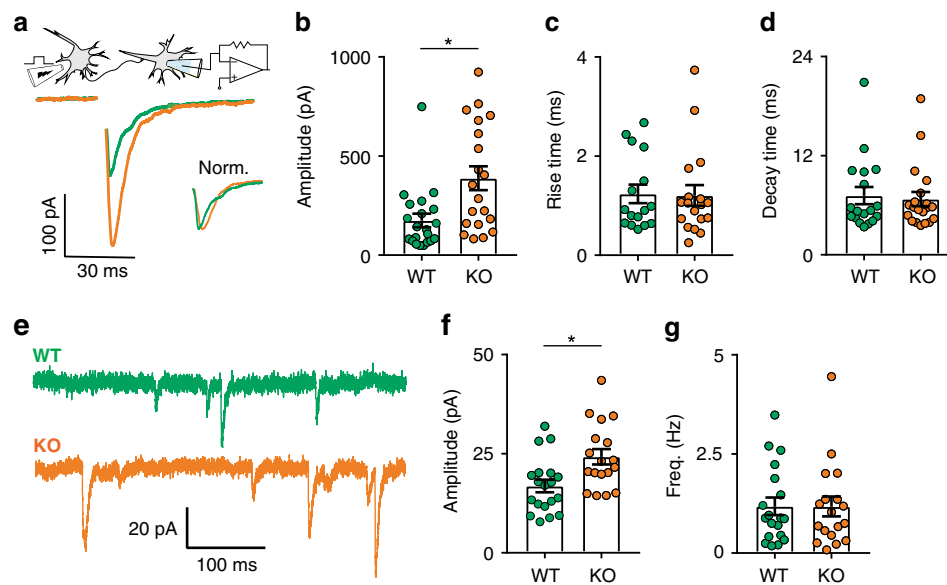 a
Norm.
100 pA
30 ms
b
*
Amplitude (pA)
1000
500
0
WT KO
c
Rise time (ms)
4
2
0
WT KO
d
Decay time (ms)
24
12
0
WT KO
e
WT
KO
20 pA
100 ms
f
*
Amplitude (pA)
50
25
0
WT KO
g
Freq. (Hz)
5
2.5
0
WT KO